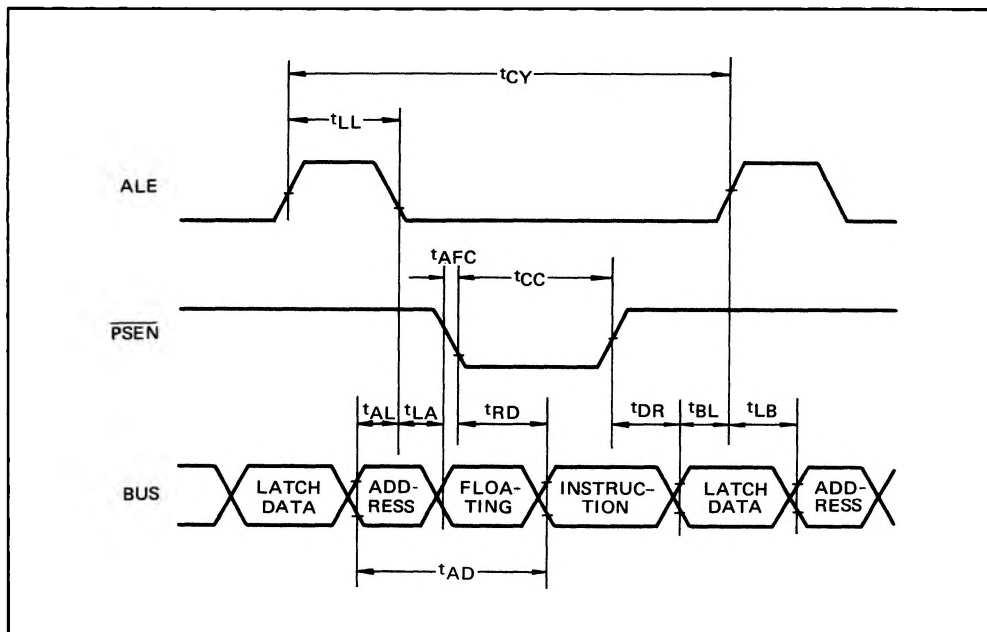 tCY
tLL
ALE
tAFC
tCC
PSEN
tAL
tLA
tRD
tDR
tBL
tLB
BUS
LATCH
DATA
ADD-
RESS
FLOA-
TING
INSTRUC-
TION
LATCH
DATA
ADD-
RESS
tAD